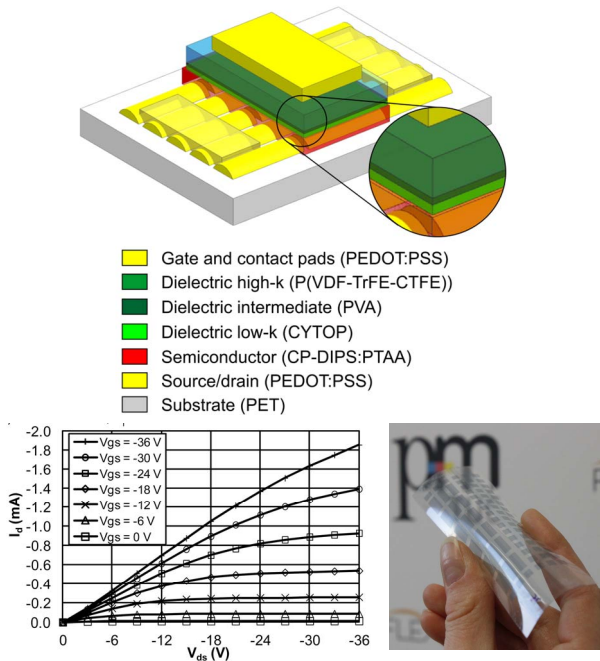 Gate and contact pads (PEDOT:PSS)
Dielectric high-k (P(VDF-TrFE-CTFE))
Dielectric intermediate (PVA)
Dielectric low-k (CYTOP)
Semiconductor (CP-DIPS:PTAA)
Source/drain (PEDOT:PSS)
Substrate (PET)
-2.0
-1.8
-1.6
-1.4
-1.2
-1.0
-0.8
-0.6
-0.4
-0.2
0.0
I_d (mA)
Vgs = -36 V
Vgs = -30 V
Vgs = -24 V
Vgs = -18 V
Vgs = -12 V
Vgs = -6 V
Vgs = 0 V
0 -6 -12 -18 -24 -30 -36
V_ds (V)
pm
FLE